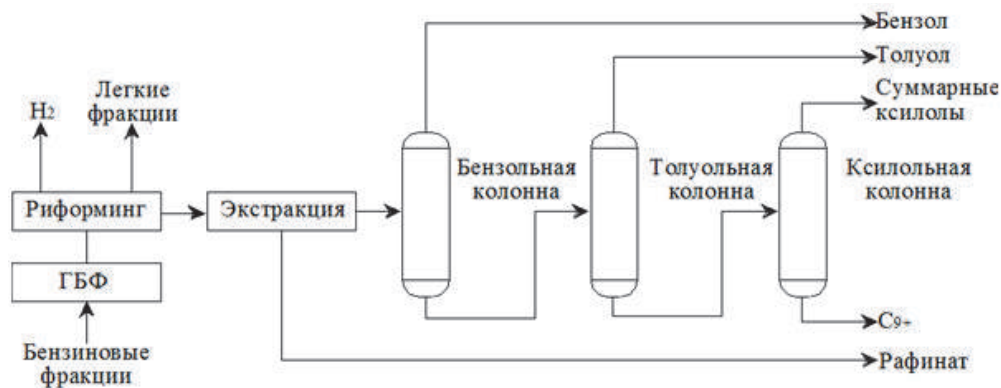 Бензол
Толуол
Суммарные
ксилолы
Легкие
фракции
H2
Бензольная
колонна
Толуольная
колонна
Ксилольная
колонна
Риформинг
Экстракция
ГБФ
C9+
Бензиновые
фракции
Рафинат